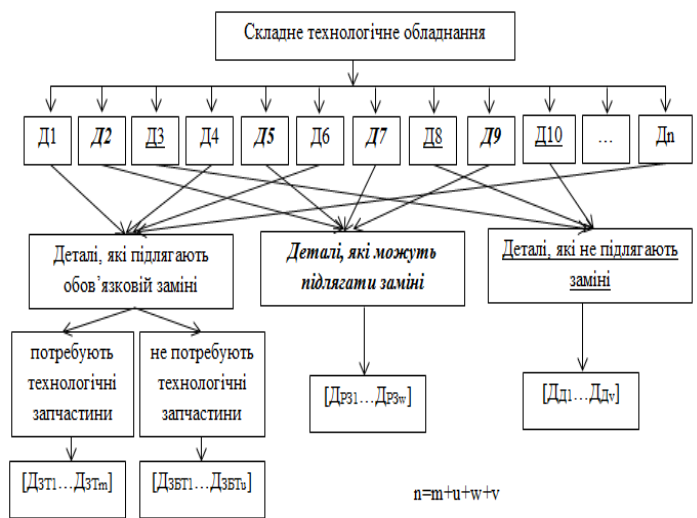 Складне технологічне обладнання
Д1 Д2 Д3 Д4 Д5 Д6 Д7 Д8 Д9 Д10 ... Дn
Деталі, які підлягають
обов’язковій заміні
Деталі, які можуть
підлягати заміні
Деталі, які не підлягають
заміні
потребують
технологічні
запчастини
не потребують
технологічні
запчастини
[ДРЗ1…ДРЗw]
[ДД1…ДДv]
[ДЗТ1…ДЗТm]
[ДЗБТ1…ДЗБТu]
n=m+u+w+v